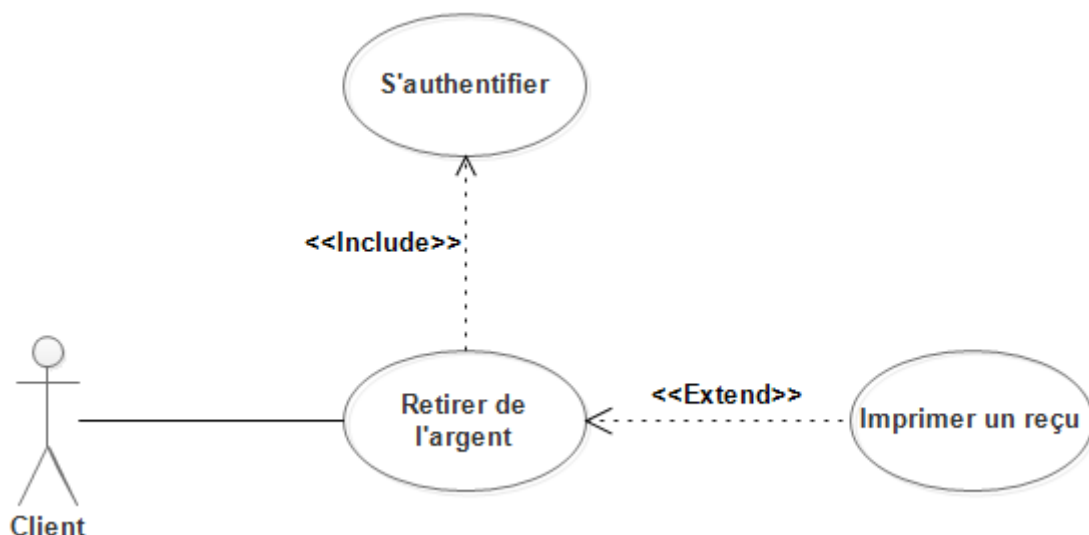 S'authentifier
<<Include>>
Retirer de
l'argent
<<Extend>>
Imprimer un reçu
Client